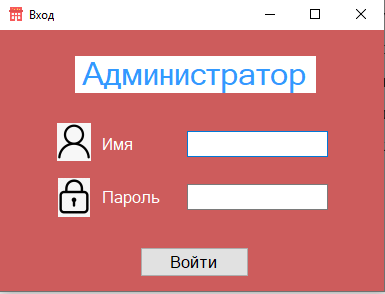 Вход
Администратор
Имя
Пароль
Войти